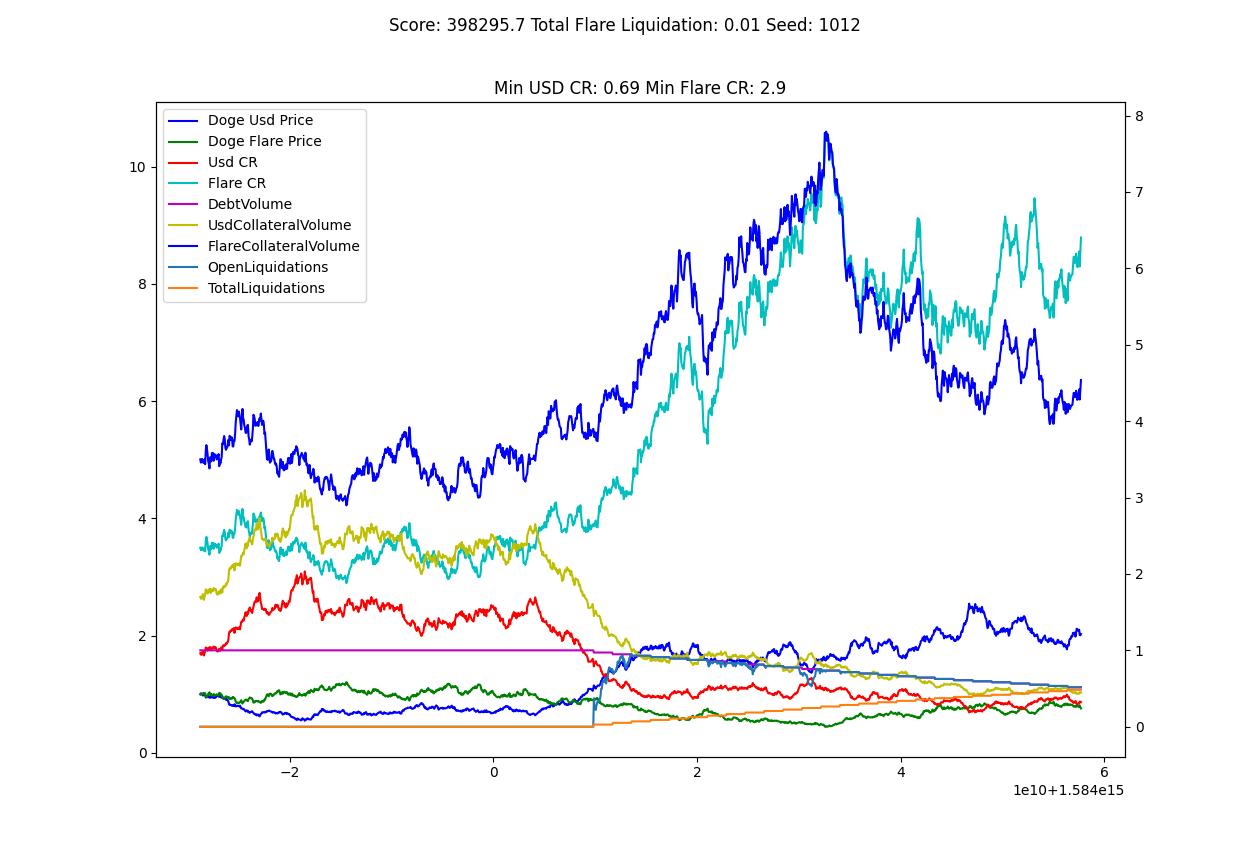 Score: 398295.7 Total Flare Liquidation: 0.01 Seed: 1012
Min USD CR: 0.69 Min Flare CR: 2.9
Doge Usd Price
Doge Flare Price
Usd CR
Flare CR
DebtVolume
UsdCollateralVolume
FlareCollateralVolume
OpenLiquidations
TotalLiquidations
10
8
6
4
2
0
8
7
6
5
4
3
2
1
0
−2
0
2
4
6
1e10+1.584e15